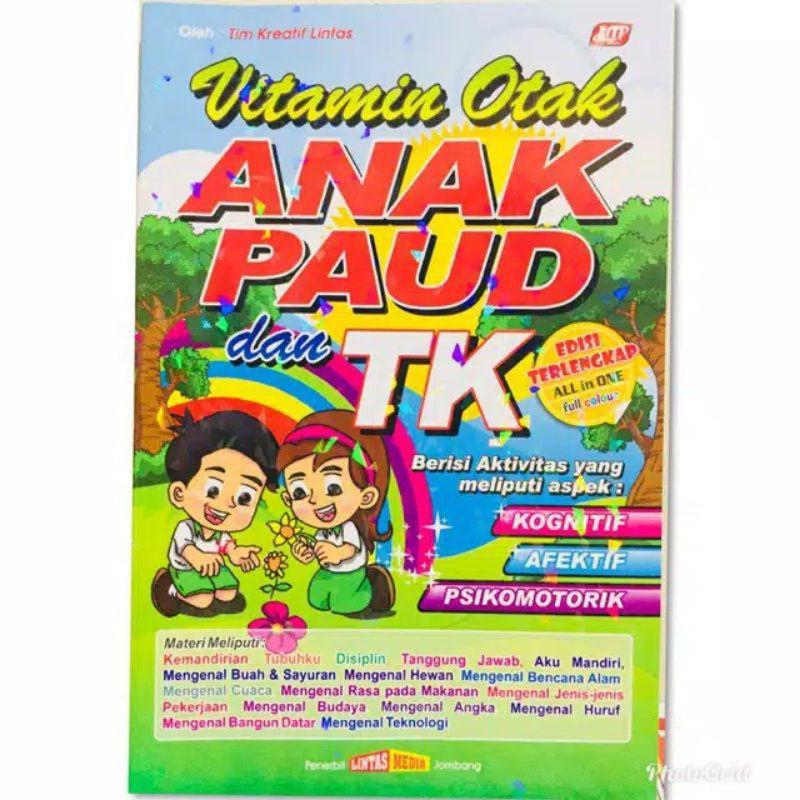 Oleh : Tim Kreatif Lintas
Vitamin Otak
ANAK
PAUD
dan TK
EDISI
TERLENGKAP
ALL in ONE
full colour
Berisi Aktivitas yang
meliputi aspek :
KOGNITIF
AFEKTIF
PSIKOMOTORIK
Materi Meliputi:
Kemandirian Tubuhku Disiplin, Tanggung Jawab, Aku Mandiri,
Mengenal Buah & Sayuran Mengenal Hewan Mengenal Bencana Alam
Mengenal Cuaca Mengenal Rasa pada Makanan Mengenal Jenis-jenis
Pekerjaan Mengenal Budaya Mengenal Angka Mengenal Huruf
Mengenal Bangun Datar Mengenal Teknologi
Penerbit LINTAS MEDIA Jombang
PhotoGrid